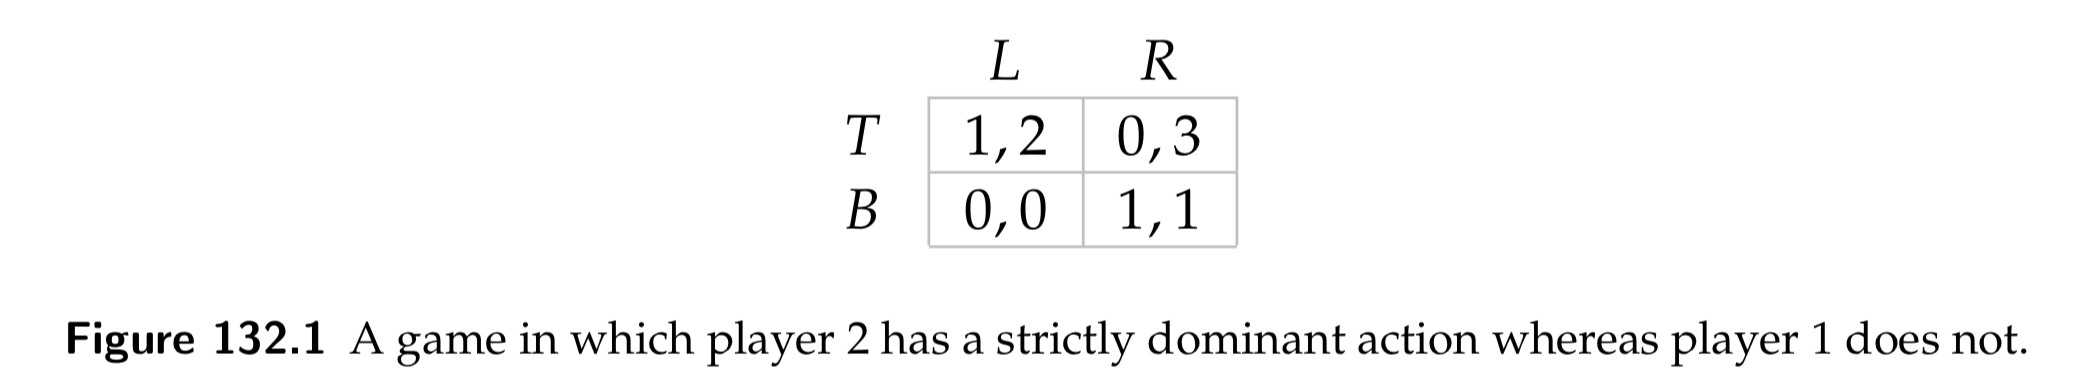 L R
T 1, 2 0, 3
B 0, 0 1, 1
Figure 132.1 A game in which player 2 has a strictly dominant action whereas player 1 does not.